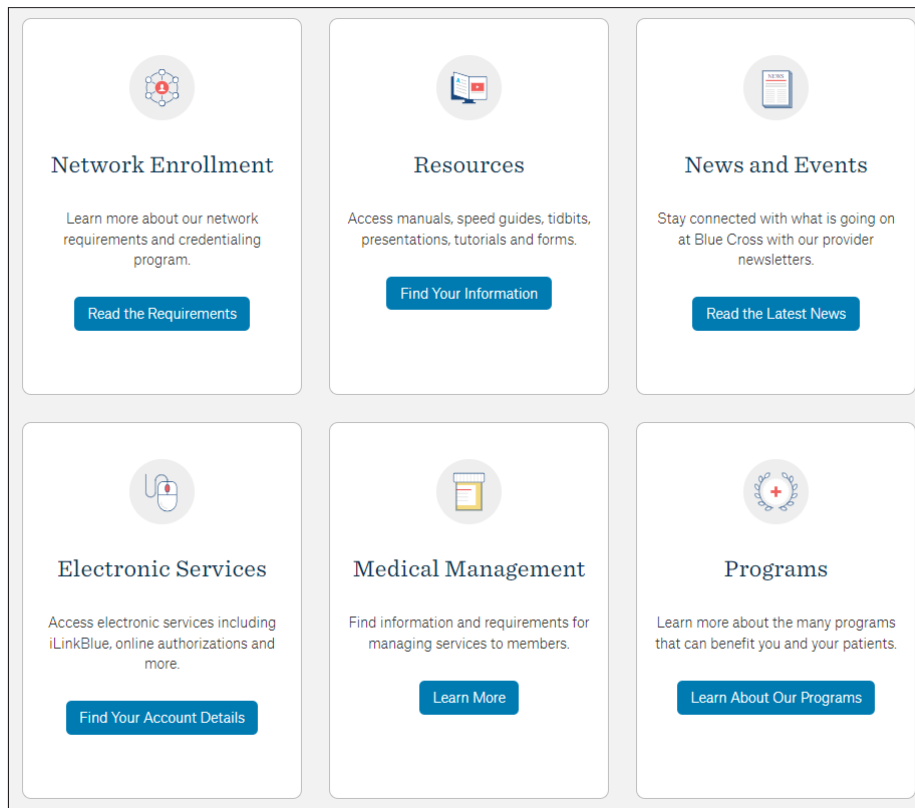 Network Enrollment
Learn more about our network
requirements and credentialing
program.
Read the Requirements
Resources
Access manuals, speed guides, tidbits,
presentations, tutorials and forms.
Find Your Information
NEWS
News and Events
Stay connected with what is going on
at Blue Cross with our provider
newsletters.
Read the Latest News
Electronic Services
Access electronic services including
iLinkBlue, online authorizations and
more.
Find Your Account Details
Medical Management
Find information and requirements for
managing services to members.
Learn More
Programs
Learn more about the many programs
that can benefit you and your patients.
Learn About Our Programs